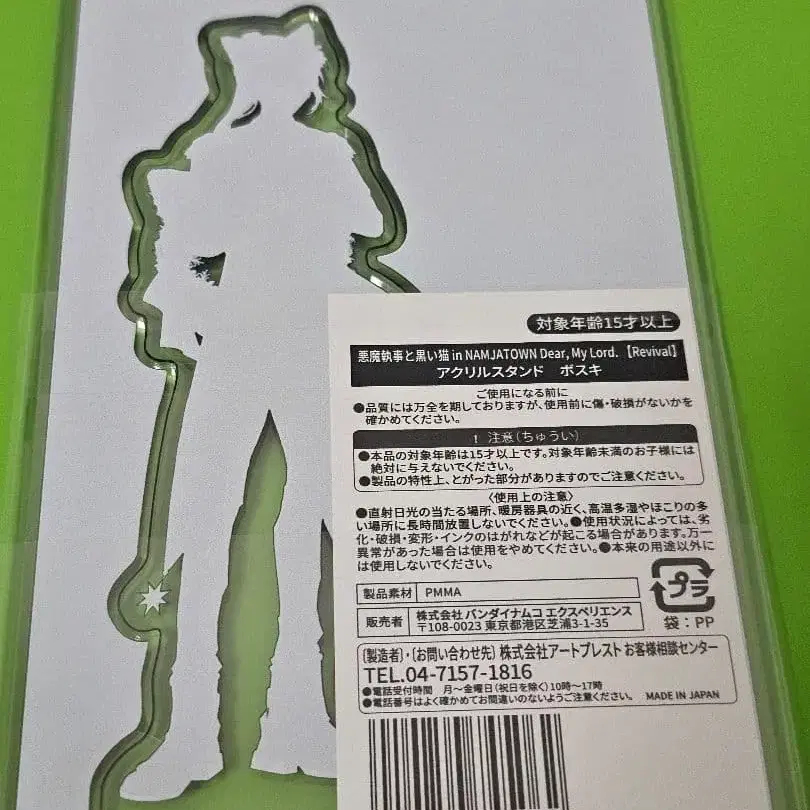 対象年齢15才以上
悪魔執事と黒い猫 in NAMJATOWN Dear, My Lord. 【Revival】
アクリルスタンド ボスキ
ご使用になる前に
●品質には万全を期しておりますが、使用前に傷・破損がないかを
確かめてください。
! 注意(ちゅうい)
●本品の対象年齢は15才以上です。対象年齢未満のお子様には
絶対に与えないでください。
●製品の特性上、とがった部分がありますのでご注意ください。
〈使用上の注意〉
●直射日光の当たる場所、暖房器具の近く、高温多湿やほこりの多
い場所に長時間放置しないでください。●使用状況によっては、劣
化・破損・変形・インクのはがれなどが起こる場合があります。万一
異常があった場合は使用をやめてください。●本来の用途以外に
は使用しないでください。
製品素材 PMMA
プラ
袋:PP
販売者 株式会社 バンダイナムコ エクスペリエンス
〒108-0023 東京都港区芝浦3-1-35
〔製造者〕・〔お問い合わせ先〕 株式会社アートプレスト お客様相談センター
TEL.04-7157-1816
●電話受付時間 月~金曜日(祝日を除く)10時~17時
●電話番号はよく確かめてお間違いのないようご注意ください。 MADE IN JAPAN